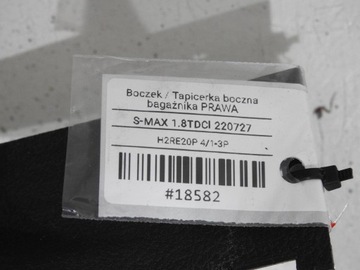 Boczek / Tapicerka boczna
bagażnika PRAWA
S-MAX 1.8TDCI 220727
H2RE20P 4/1-3P
#18582